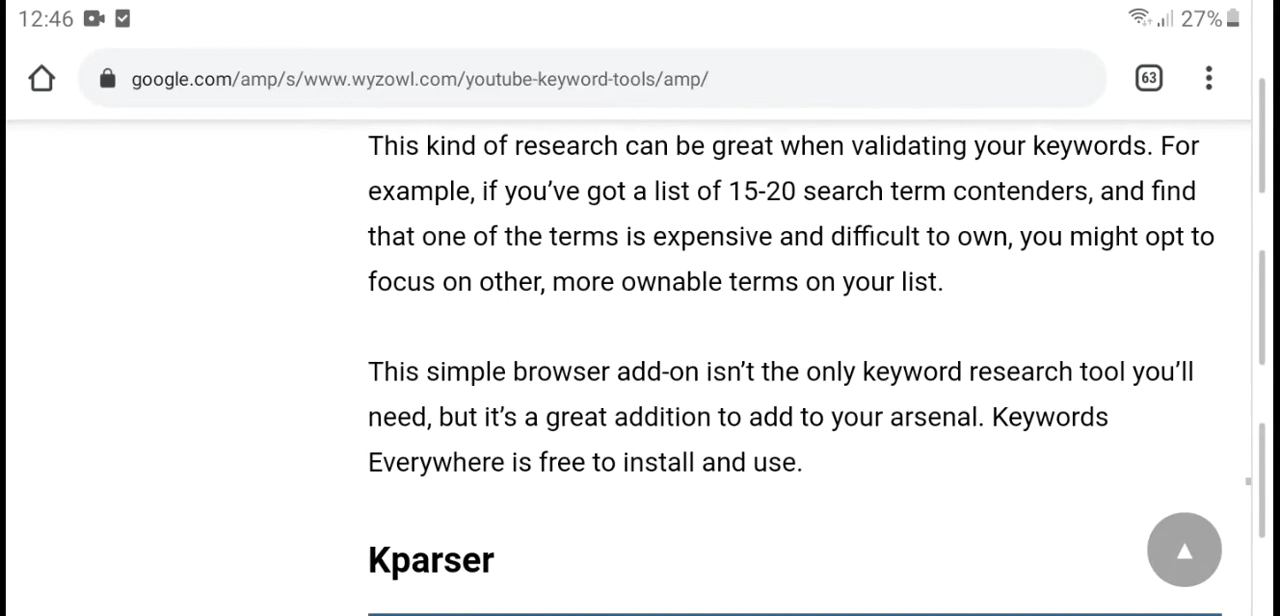 12:46 27%
google.com/amp/s/www.wyzowl.com/youtube-keyword-tools/amp/ 63
This kind of research can be great when validating your keywords. For
example, if you’ve got a list of 15-20 search term contenders, and find
that one of the terms is expensive and difficult to own, you might opt to
focus on other, more ownable terms on your list.
This simple browser add-on isn’t the only keyword research tool you’ll
need, but it’s a great addition to add to your arsenal. Keywords
Everywhere is free to install and use.
Kparser